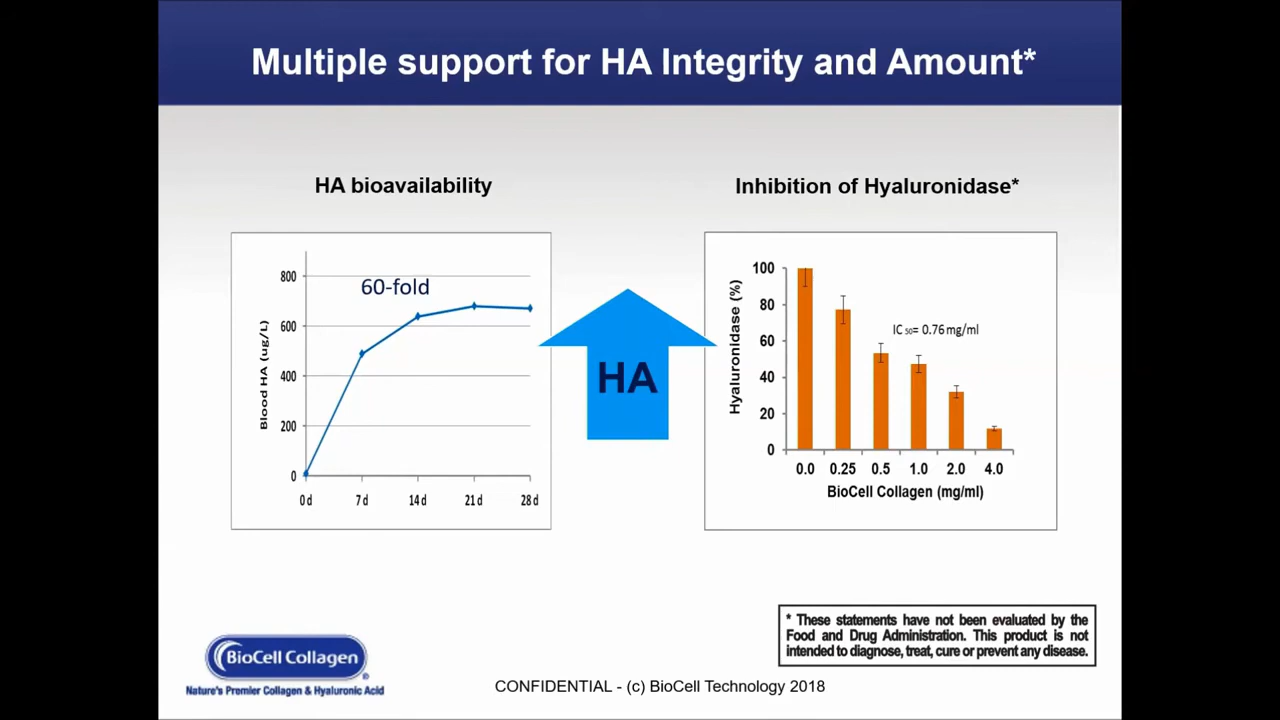 Multiple support for HA Integrity and Amount*
HA bioavailability
Inhibition of Hyaluronidase*
800
600
400
200
0
Blood HA (ug/L)
60-fold
0 d
7 d
14 d
21 d
28 d
HA
100
80
60
40
20
0
Hyaluronidase (%)
IC 50= 0.76 mg/ml
0.0
0.25
0.5
1.0
2.0
4.0
BioCell Collagen (mg/ml)
* These statements have not been evaluated by the
Food and Drug Administration. This product is not
intended to diagnose, treat, cure or prevent any disease.
BioCell Collagen
©
Nature's Premier Collagen & Hyaluronic Acid
CONFIDENTIAL - (c) BioCell Technology 2018